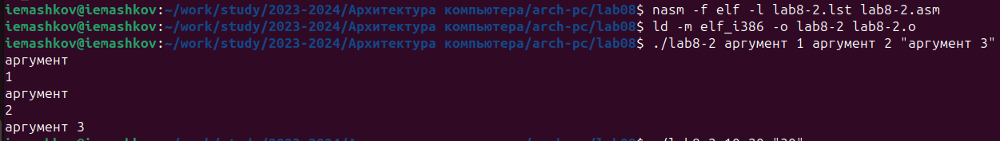 iemashkov@iemashkov:~/work/study/2023-2024/Архитектура компьютера/arch-pc/lab08$ nasm -f elf -l lab8-2.lst lab8-2.asm
iemashkov@iemashkov:~/work/study/2023-2024/Архитектура компьютера/arch-pc/lab08$ ld -m elf_i386 -o lab8-2 lab8-2.o
iemashkov@iemashkov:~/work/study/2023-2024/Архитектура компьютера/arch-pc/lab08$ ./lab8-2 аргумент 1 аргумент 2 "аргумент 3"
аргумент
1
аргумент
2
аргумент 3